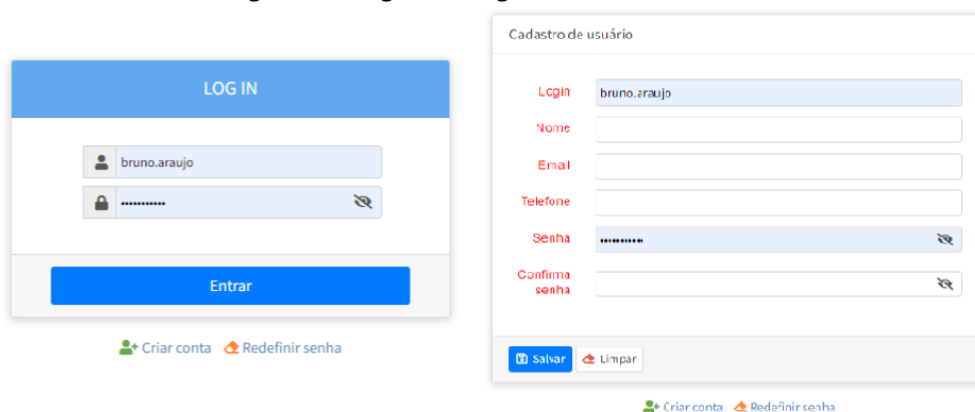 LOG IN
bruno.araujo
Entrar
Criar conta Redefinir senha
Cadastro de usuário
Login bruno.araujo
Nome
Email
Telefone
Senha
Confirma
senha
Salvar Limpar
Criar conta Redefinir senha